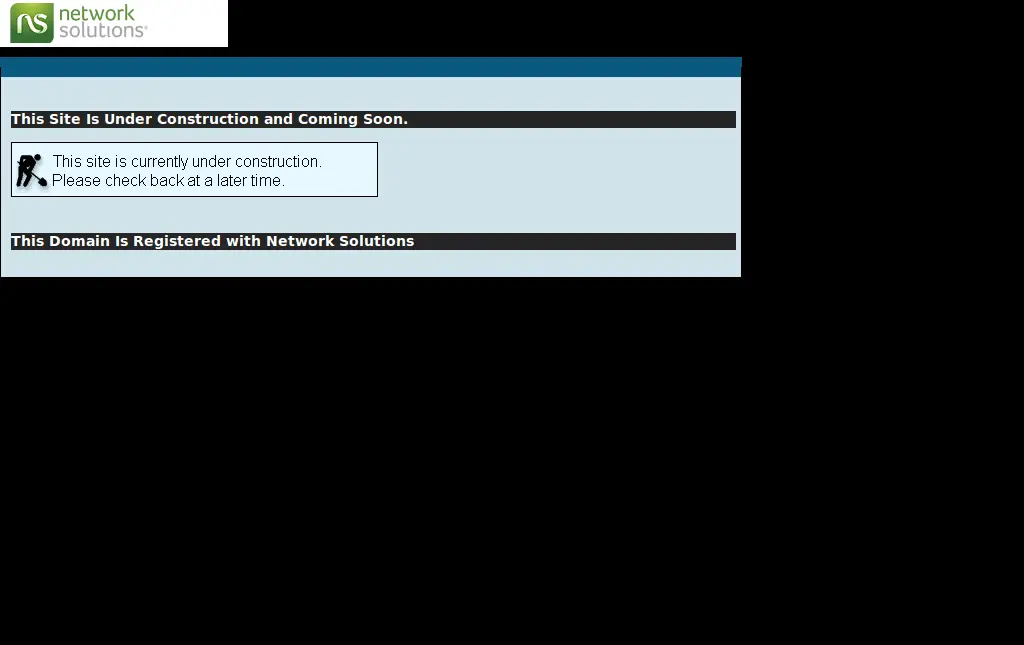 network
solutions®
This Site Is Under Construction and Coming Soon.
This site is currently under construction.
Please check back at a later time.
This Domain Is Registered with Network Solutions